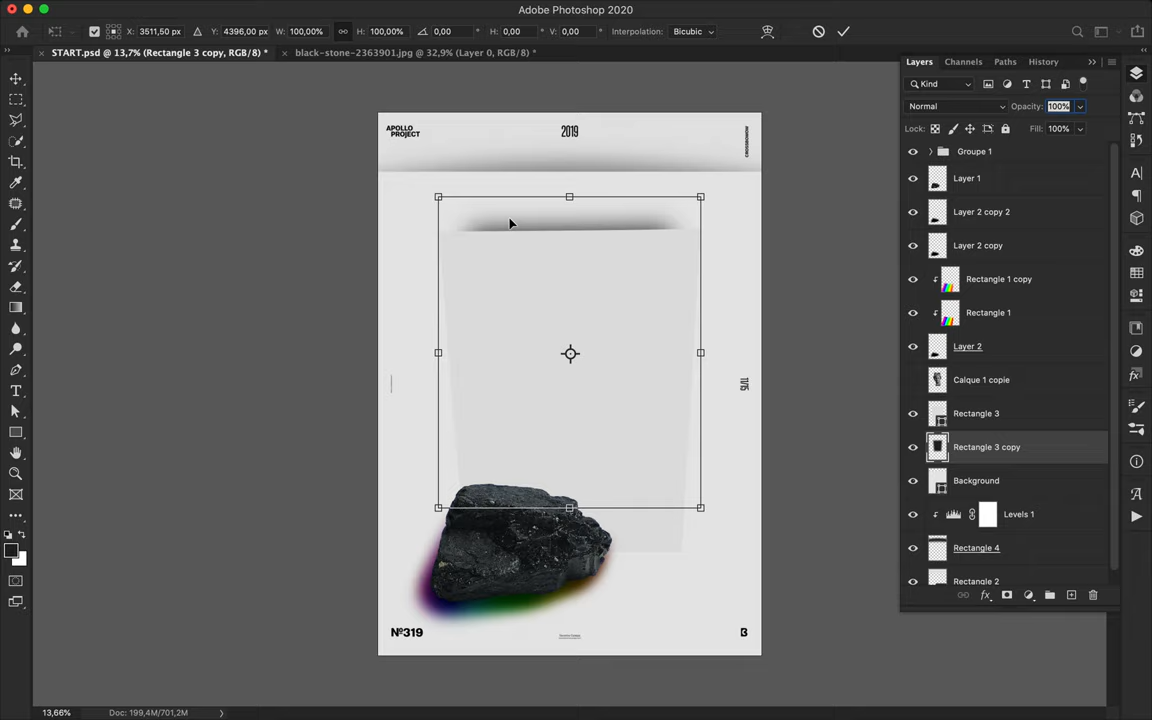 Adobe Photoshop 2020
X: 3511,50 px
Y: 4396,00 px
W: 100,00%
H: 100,00%
0,00
H: 0,00
V: 0,00
Interpolation:
Bicubic
START.psd @ 13,7% (Rectangle 3 copy, RGB/8) *
black-stone-2363901.jpg @ 32,9% (Layer 0, RGB/8) *
Layers
Channels
Paths
History
Kind
Normal
Opacity:
100%
Lock:
Fill:
100%
Groupe 1
Layer 1
Layer 2 copy 2
Layer 2 copy
Rectangle 1 copy
Rectangle 1
Layer 2
Calque 1 copie
Rectangle 3
Rectangle 3 copy
Background
Levels 1
Rectangle 4
Rectangle 2
APOLLO
PROJECT
2019
CROSSBOWROW
11/15
Nº319
13,66%
Doc: 199,4M/701,2M